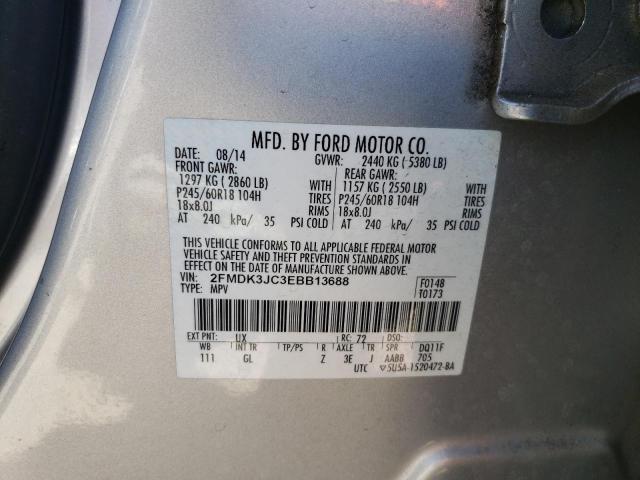 MFD. BY FORD MOTOR CO.
DATE: 08/14 GVWR: 2440 KG ( 5380 LB)
FRONT GAWR: REAR GAWR:
1297 KG ( 2860 LB) 1157 KG ( 2550 LB)
P245/60R18 104H TIRES P245/60R18 104H TIRES
18x8.0J RIMS 18x8.0J RIMS
AT 240 kPa/ 35 PSI COLD AT 240 kPa/ 35 PSI COLD
THIS VEHICLE CONFORMS TO ALL APPLICABLE FEDERAL MOTOR
VEHICLE SAFETY AND THEFT PREVENTION STANDARDS IN
EFFECT ON THE DATE OF MANUFACTURE SHOWN ABOVE.
VIN: 2FMDK3JC3EBB13688 F0148
TYPE: MPV T0173
EXT PNT: UX RC: 72 DSO:
WB INT TR TP/PS R AXLE TR SPR DQ11F
111 GL Z 3E J AABB 705
UTC 5USA-1520472-BA